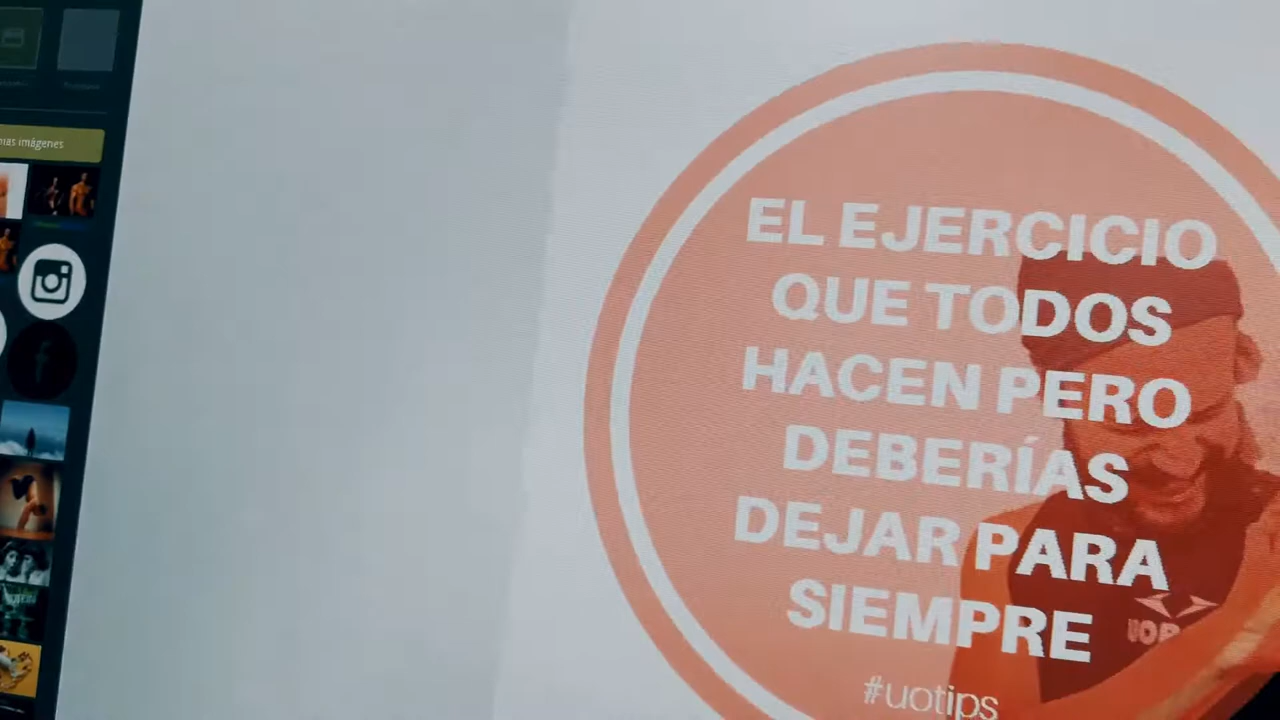 imágenes
EL EJERCICIO
QUE TODOS
HACEN PERO
DEBERÍAS
DEJAR PARA
SIEMPRE
#uotips